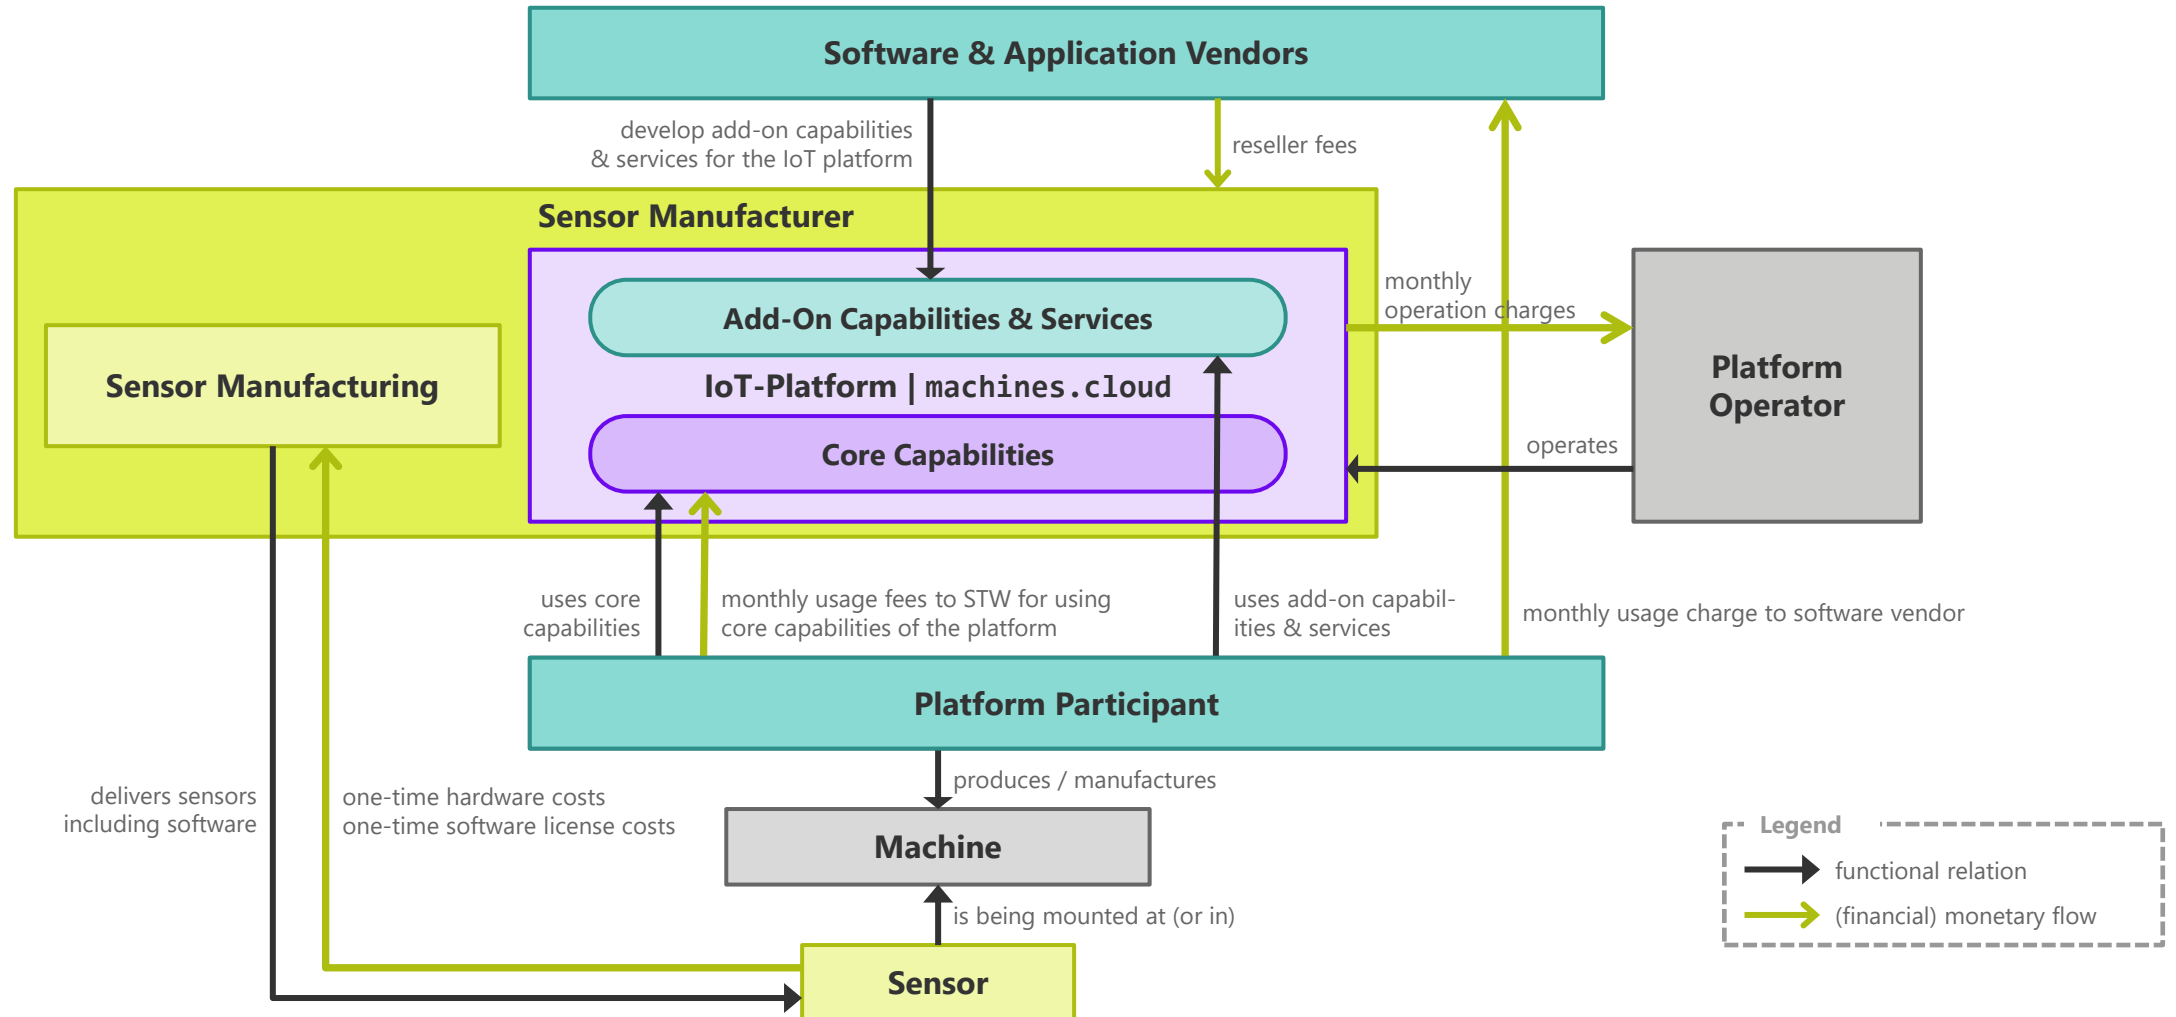 Software & Application Vendors
develop add-on capabilities
& services for the IoT platform
reseller fees
Sensor Manufacturer
monthly
operation charges
Add-On Capabilities & Services
Sensor Manufacturing
IoT-Platform | machines.cloud
Platform
Operator
Core Capabilities
operates
uses core
capabilities
monthly usage fees to STW for using
core capabilities of the platform
uses add-on capabil-
ities & services
monthly usage charge to software vendor
Platform Participant
produces / manufactures
delivers sensors
including software
one-time hardware costs
one-time software license costs
Machine
is being mounted at (or in)
Sensor
Legend
functional relation
(financial) monetary flow